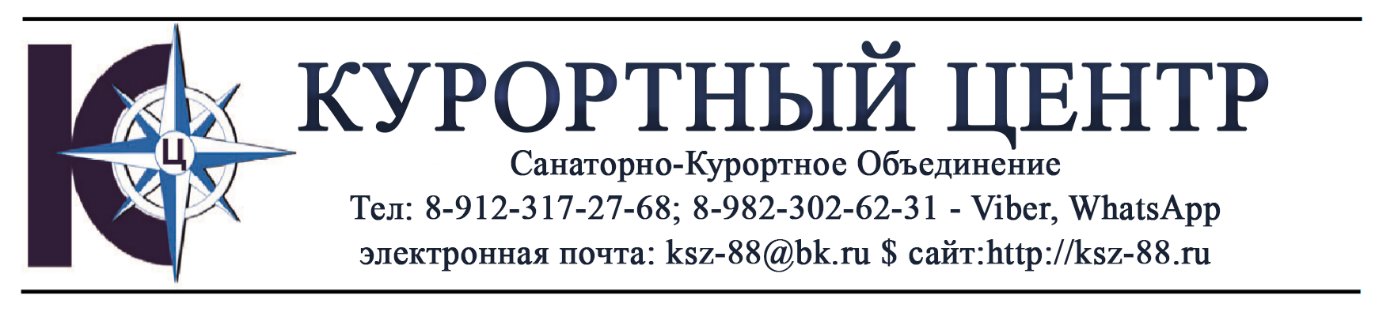 К
Ц
КУРОРТНЫЙ ЦЕНТР
Санаторно-Курортное Объединение
Тел: 8-912-317-27-68; 8-982-302-62-31 - Viber, WhatsApp
электронная почта: ksz-88@bk.ru $ сайт:http://ksz-88.ru